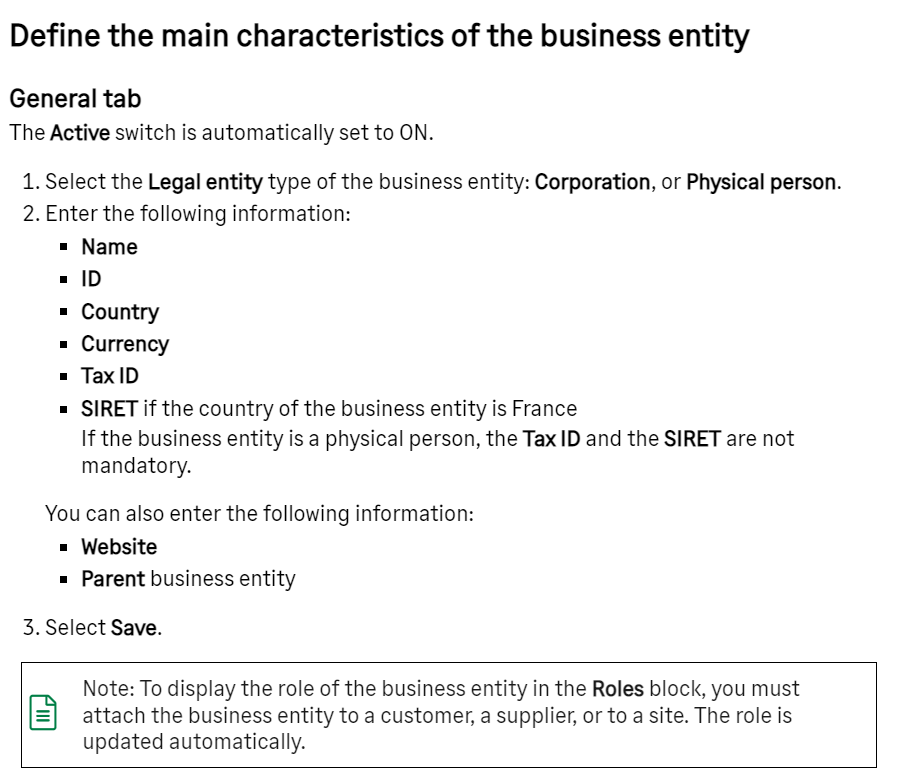 Define the main characteristics of the business entity
General tab
The Active switch is automatically set to ON.
1. Select the Legal entity type of the business entity: Corporation, or Physical person.
2. Enter the following information:
▪ Name
▪ ID
▪ Country
▪ Currency
▪ Tax ID
▪ SIRET if the country of the business entity is France
If the business entity is a physical person, the Tax ID and the SIRET are not
mandatory.
You can also enter the following information:
▪ Website
▪ Parent business entity
3. Select Save.
Note: To display the role of the business entity in the Roles block, you must
attach the business entity to a customer, a supplier, or to a site. The role is
updated automatically.